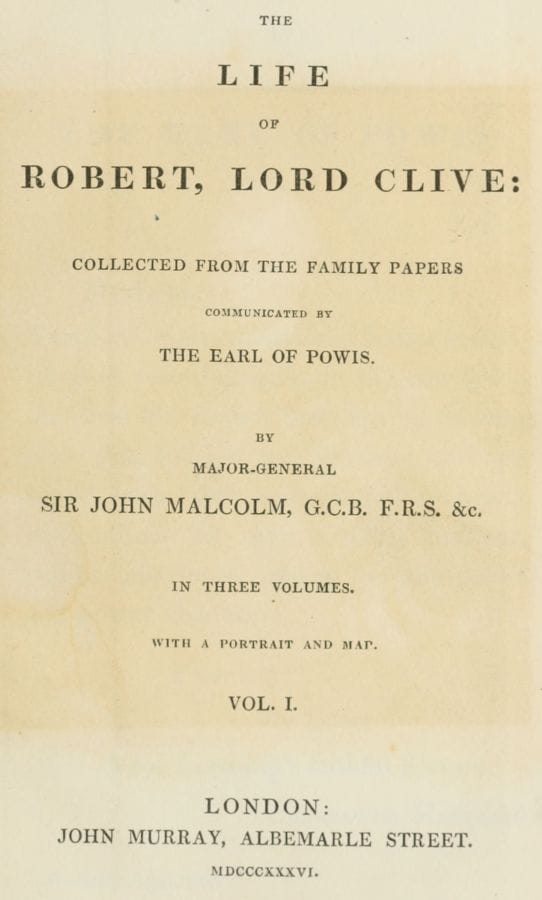 THE
LIFE
OF
ROBERT, LORD CLIVE:
COLLECTED FROM THE FAMILY PAPERS
COMMUNICATED BY
THE EARL OF POWIS.
BY
MAJOR-GENERAL
SIR JOHN MALCOLM, G.C.B. F.R.S. &c.
IN THREE VOLUMES.
WITH A PORTRAIT AND MAP.
VOL. I.
LONDON:
JOHN MURRAY, ALBEMARLE STREET.
MDCCCXXXVI.